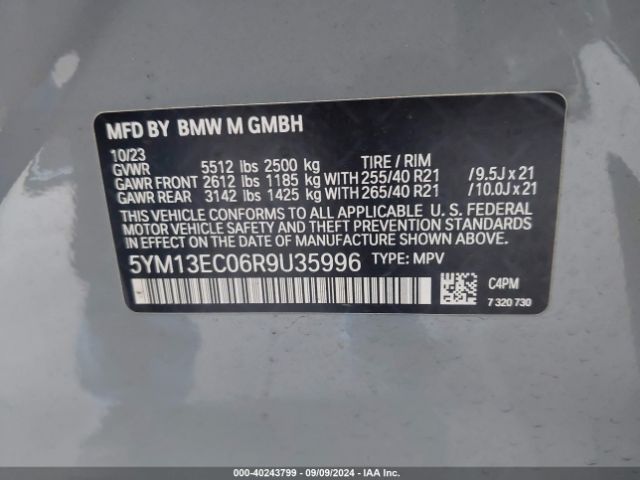 MFD BY BMW M GMBH
10/23
GVWR 5512 lbs 2500 kg TIRE / RIM
GAWR FRONT 2612 lbs 1185 kg WITH 255/40 R21 /9.5J x 21
GAWR REAR 3142 lbs 1425 kg WITH 265/40 R21 /10.0J x 21
THIS VEHICLE CONFORMS TO ALL APPLICABLE U. S. FEDERAL
MOTOR VEHICLE SAFETY, BUMPER, AND THEFT PREVENTION STANDARDS
IN EFFECT ON THE DATE OF MANUFACTURE SHOWN ABOVE.
5YM13EC06R9U35996 TYPE: MPV
C4PM
7 320 730
000-40243799 - 09/09/2024 - IAA Inc.